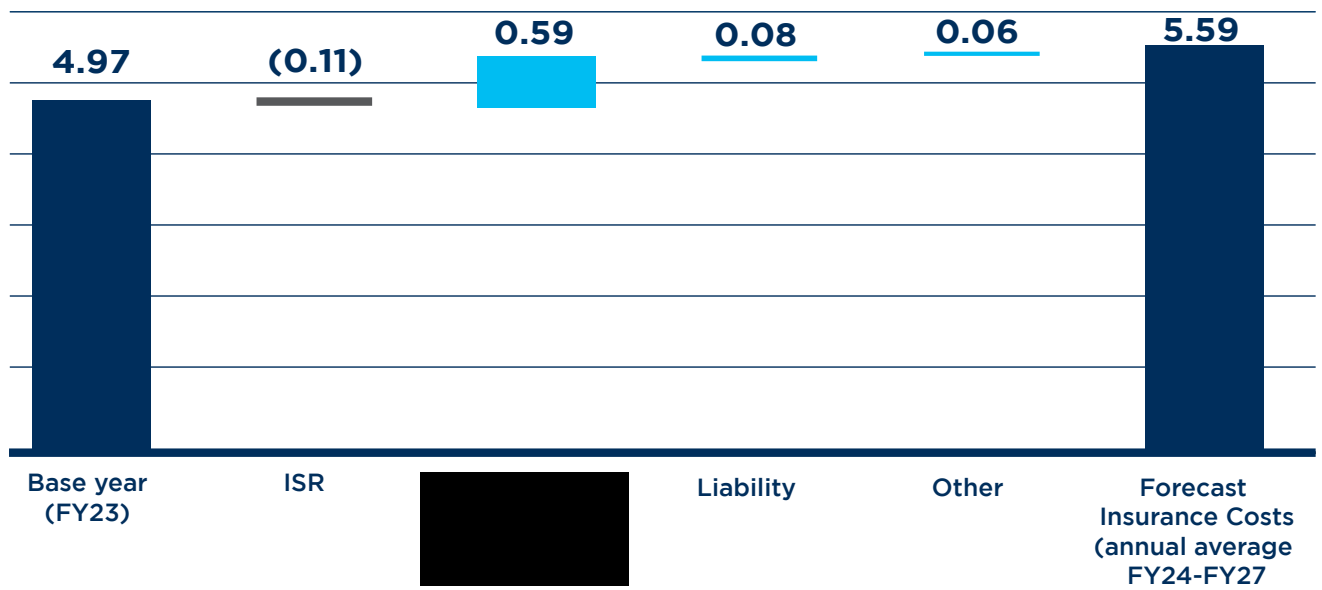 4.97
(0.11)
0.59
0.08
0.06
5.59
Base year
(FY23)
ISR
Liability
Other
Forecast
Insurance Costs
(annual average
FY24-FY27